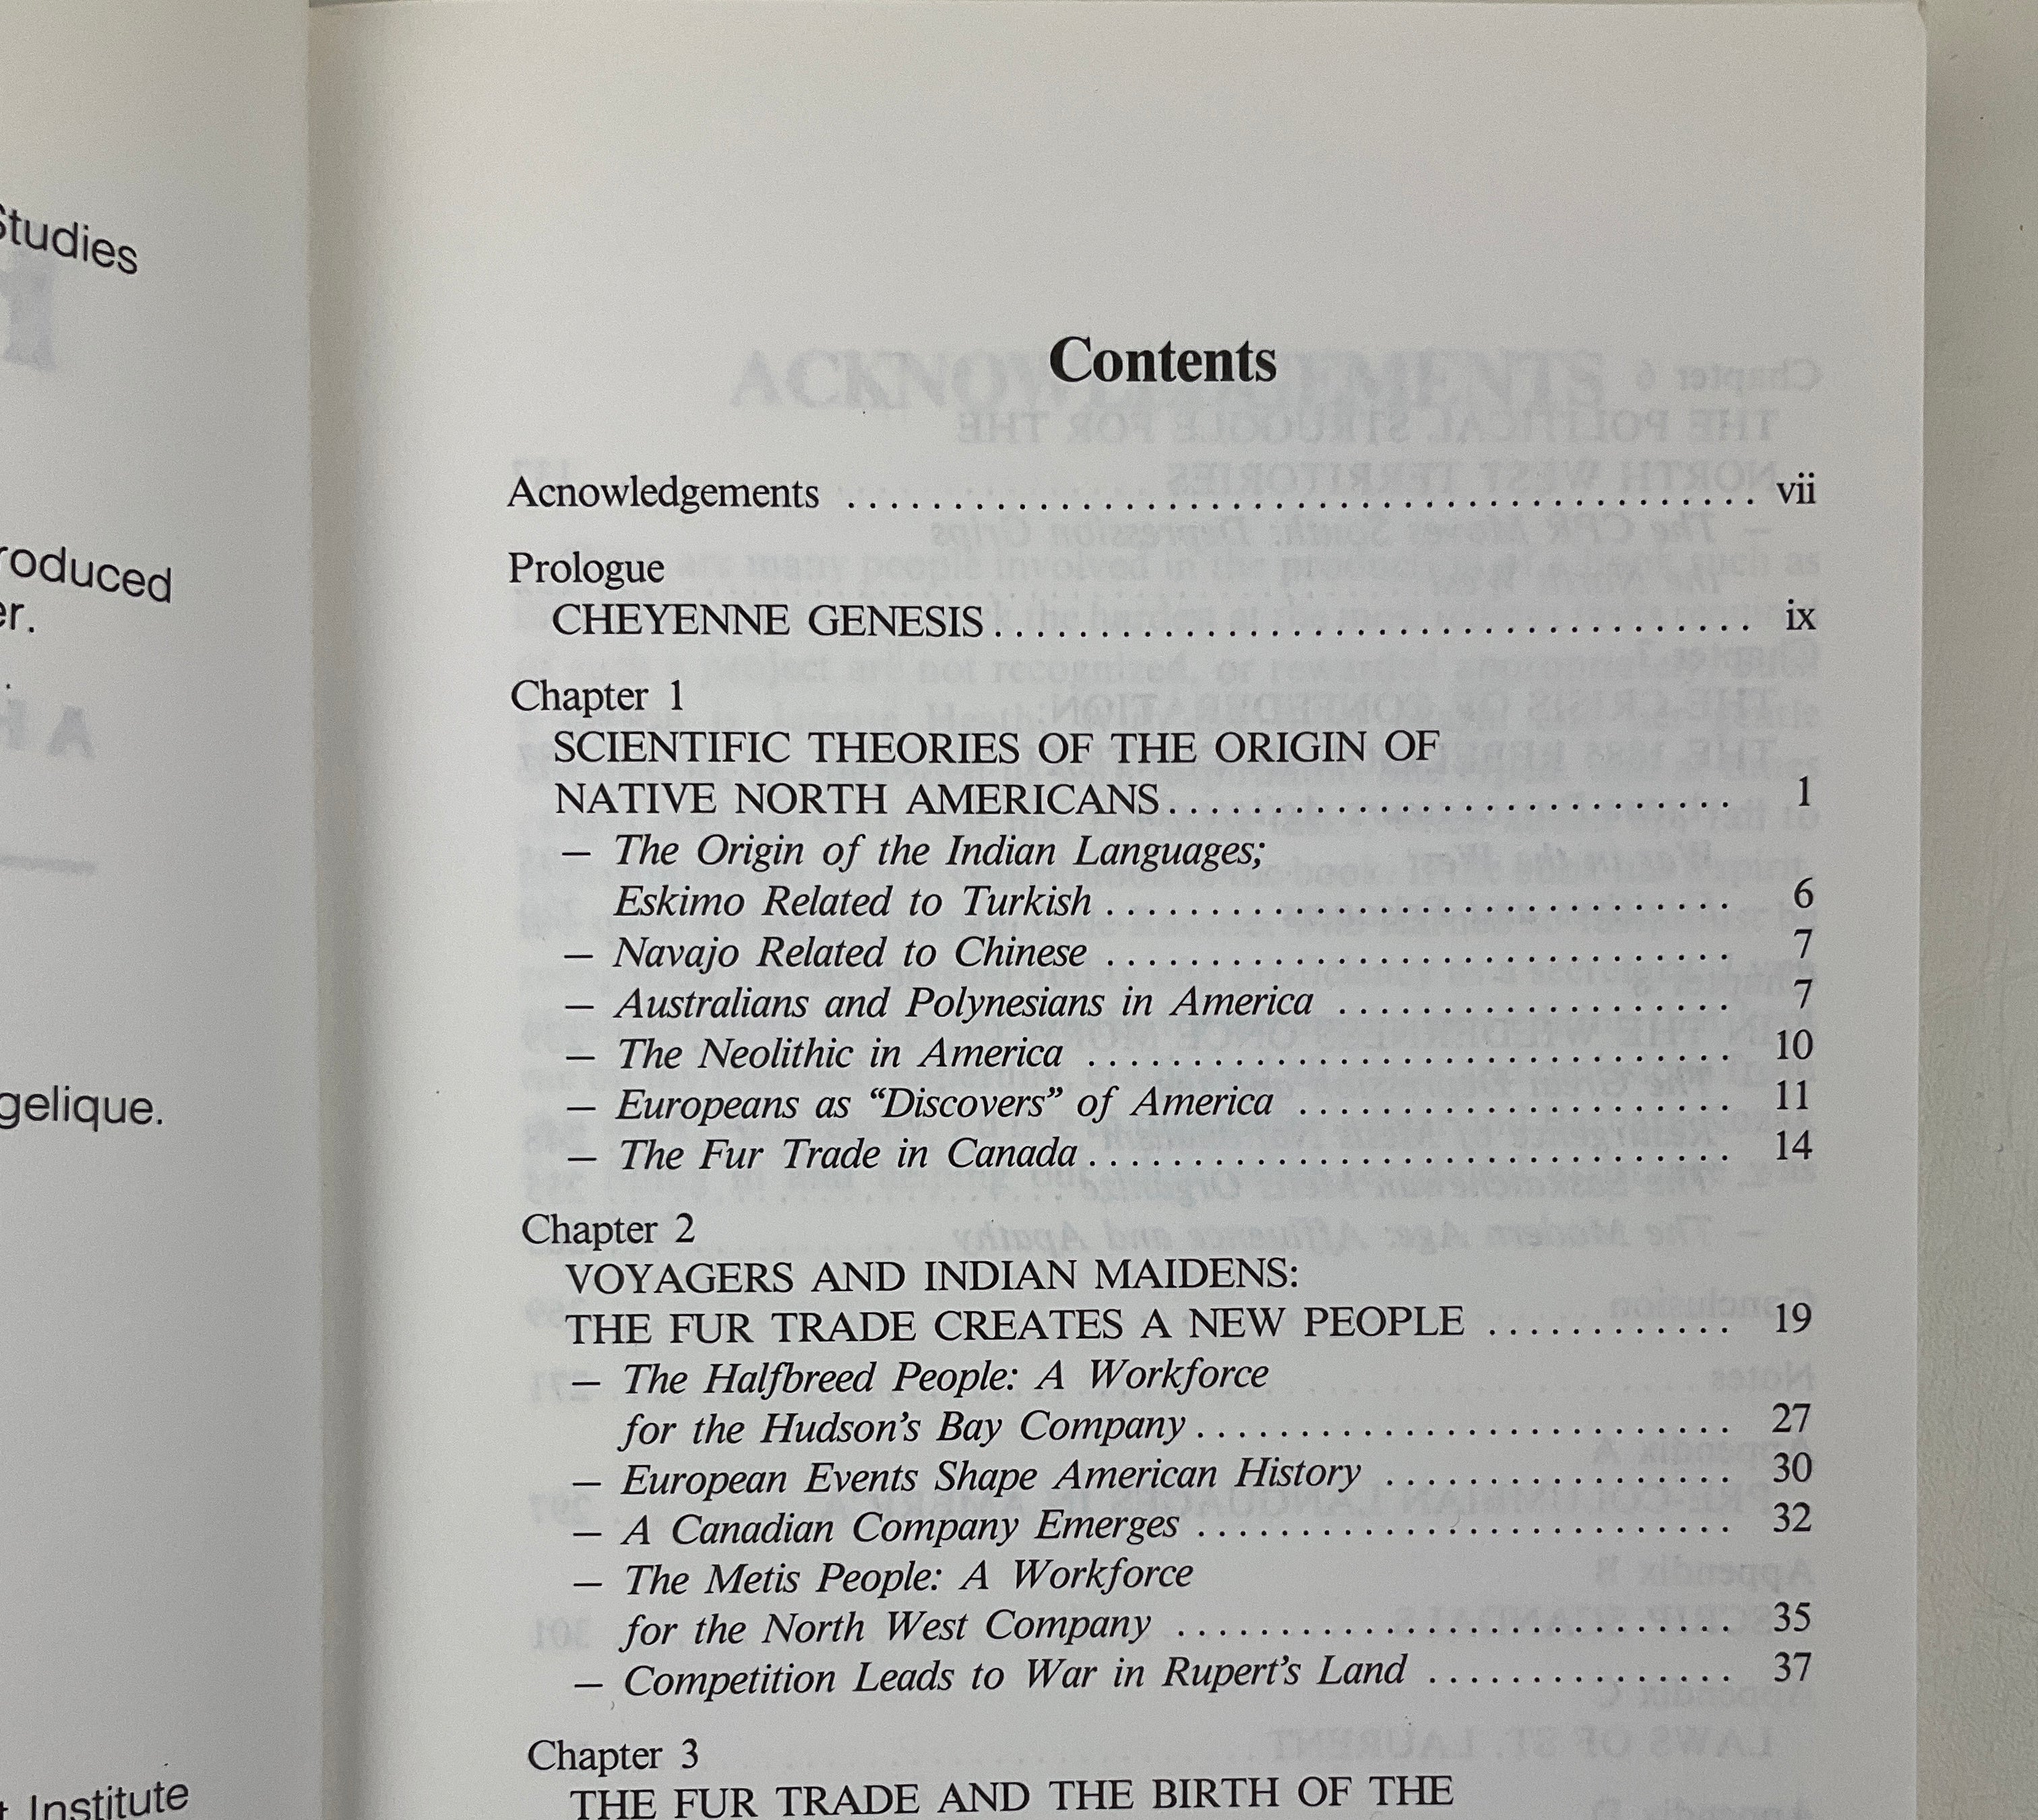 Studies
roduced
er.
gelique.
Institute
Contents
Acnowledgements ........................................ vii
Prologue
CHEYENNE GENESIS.................................... ix
Chapter 1
SCIENTIFIC THEORIES OF THE ORIGIN OF
NATIVE NORTH AMERICANS........................... 1
— The Origin of the Indian Languages;
Eskimo Related to Turkish .............................. 6
— Navajo Related to Chinese .............................. 7
— Australians and Polynesians in America ................... 7
— The Neolithic in America ............................... 10
— Europeans as “Discovers” of America ..................... 11
— The Fur Trade in Canada............................... 14
Chapter 2
VOYAGERS AND INDIAN MAIDENS:
THE FUR TRADE CREATES A NEW PEOPLE ............ 19
— The Halfbreed People: A Workforce
for the Hudson’s Bay Company.......................... 27
— European Events Shape American History ................. 30
— A Canadian Company Emerges .......................... 32
— The Metis People: A Workforce
for the North West Company ........................... 35
— Competition Leads to War in Rupert’s Land ............... 37
Chapter 3
THE FUR TRADE AND THE BIRTH OF THE